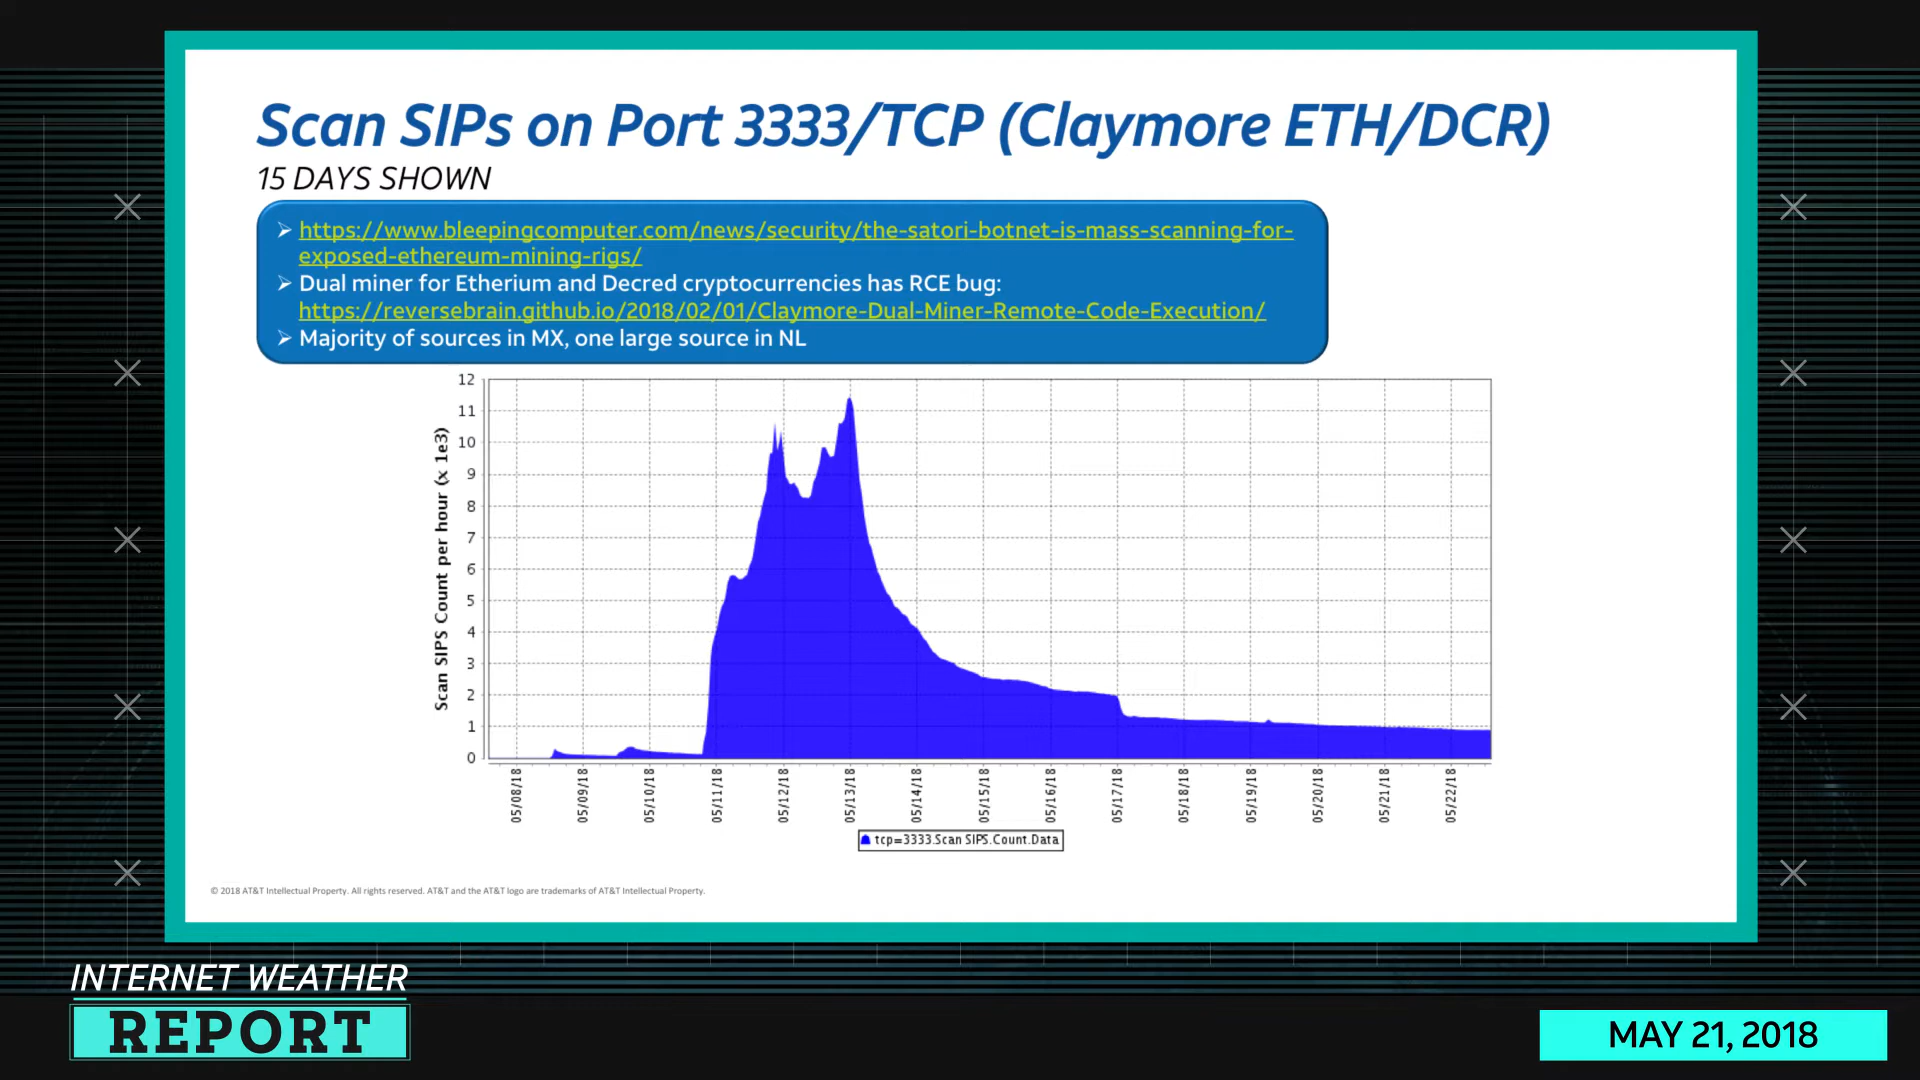 Scan SIPs on Port 3333/TCP (Claymore ETH/DCR)
15 DAYS SHOWN
➢ https://www.bleepingcomputer.com/news/security/the-satori-botnet-is-mass-scanning-for-
exposed-ethereum-mining-rigs/
➢ Dual miner for Etherium and Decred cryptocurrencies has RCE bug:
https://reversebrain.github.io/2018/02/01/Claymore-Dual-Miner-Remote-Code-Execution/
➢ Majority of sources in MX, one large source in NL
Scan SIPS Count per hour (x 1e3)
12
11
10
9
8
7
6
5
4
3
2
1
0
05/08/18
05/09/18
05/10/18
05/11/18
05/12/18
05/13/18
05/14/18
05/15/18
05/16/18
05/17/18
05/18/18
05/19/18
05/20/18
05/21/18
05/22/18
tcp=3333.Scan SIPS.Count.Data
© 2018 AT&T Intellectual Property. All rights reserved. AT&T and the AT&T logo are trademarks of AT&T Intellectual Property.
INTERNET WEATHER
REPORT
MAY 21, 2018